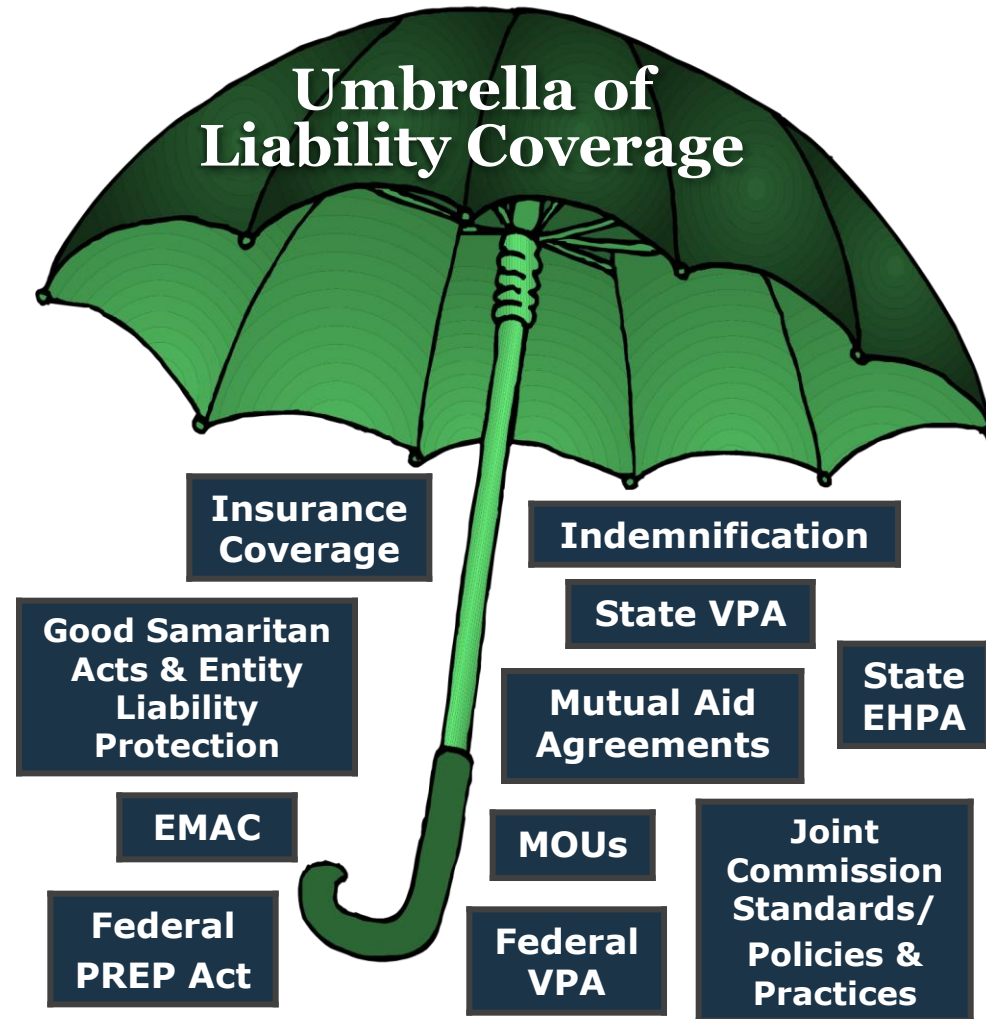 Umbrella of
Liability Coverage
Insurance
Coverage
Indemnification
State VPA
Good Samaritan
Acts & Entity
Liability
Protection
State
EHPA
Mutual Aid
Agreements
EMAC
MOUs
Joint
Commission
Standards/
Policies &
Practices
Federal
PREP Act
Federal
VPA